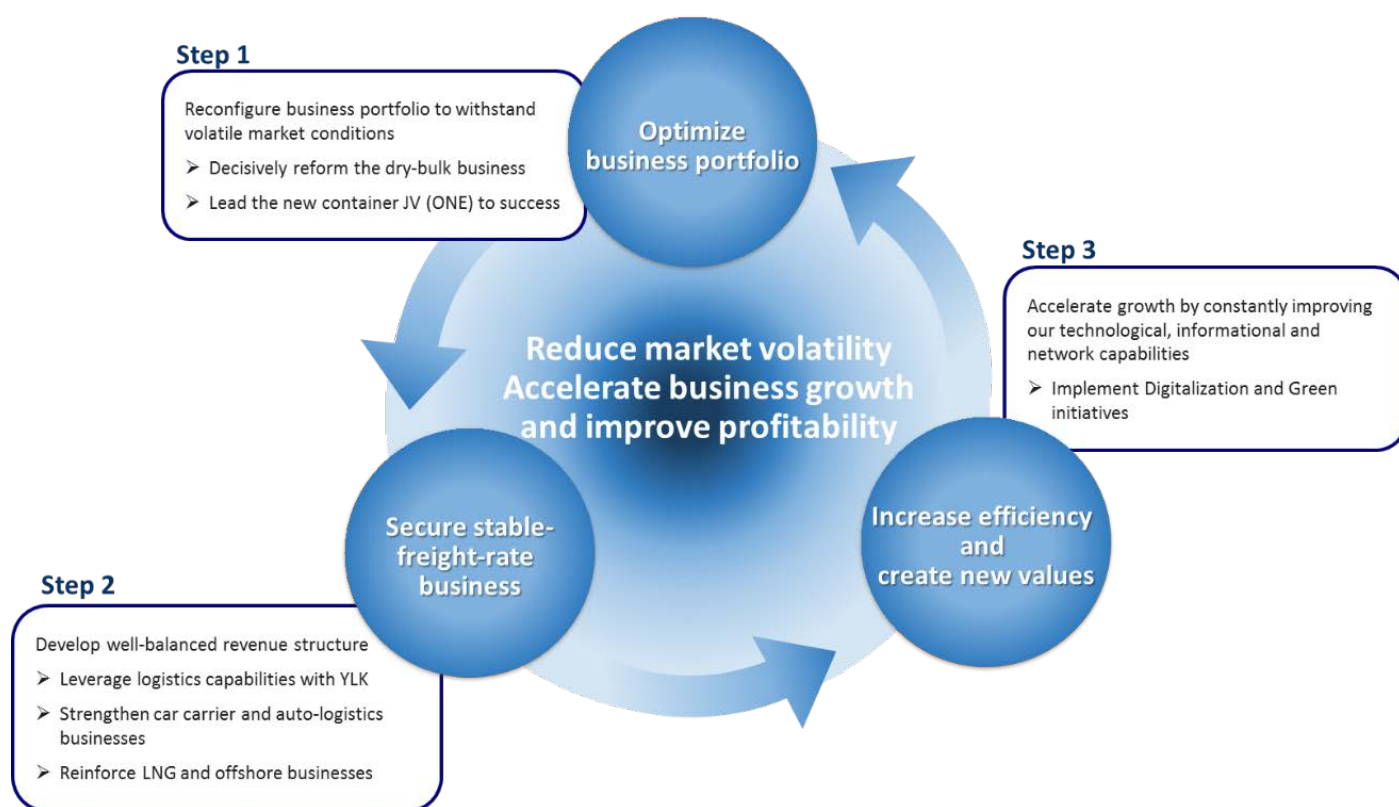 Step 1
Reconfigure business portfolio to withstand
volatile market conditions
➢ Decisively reform the dry-bulk business
➢ Lead the new container JV (ONE) to success
Optimize
business portfolio
Step 3
Accelerate growth by constantly improving
our technological, informational and
network capabilities
➢ Implement Digitalization and Green
initiatives
Reduce market volatility
Accelerate business growth
and improve profitability
Secure stable-
freight-rate
business
Increase efficiency
and
create new values
Step 2
Develop well-balanced revenue structure
➢ Leverage logistics capabilities with YLK
➢ Strengthen car carrier and auto-logistics
businesses
➢ Reinforce LNG and offshore businesses